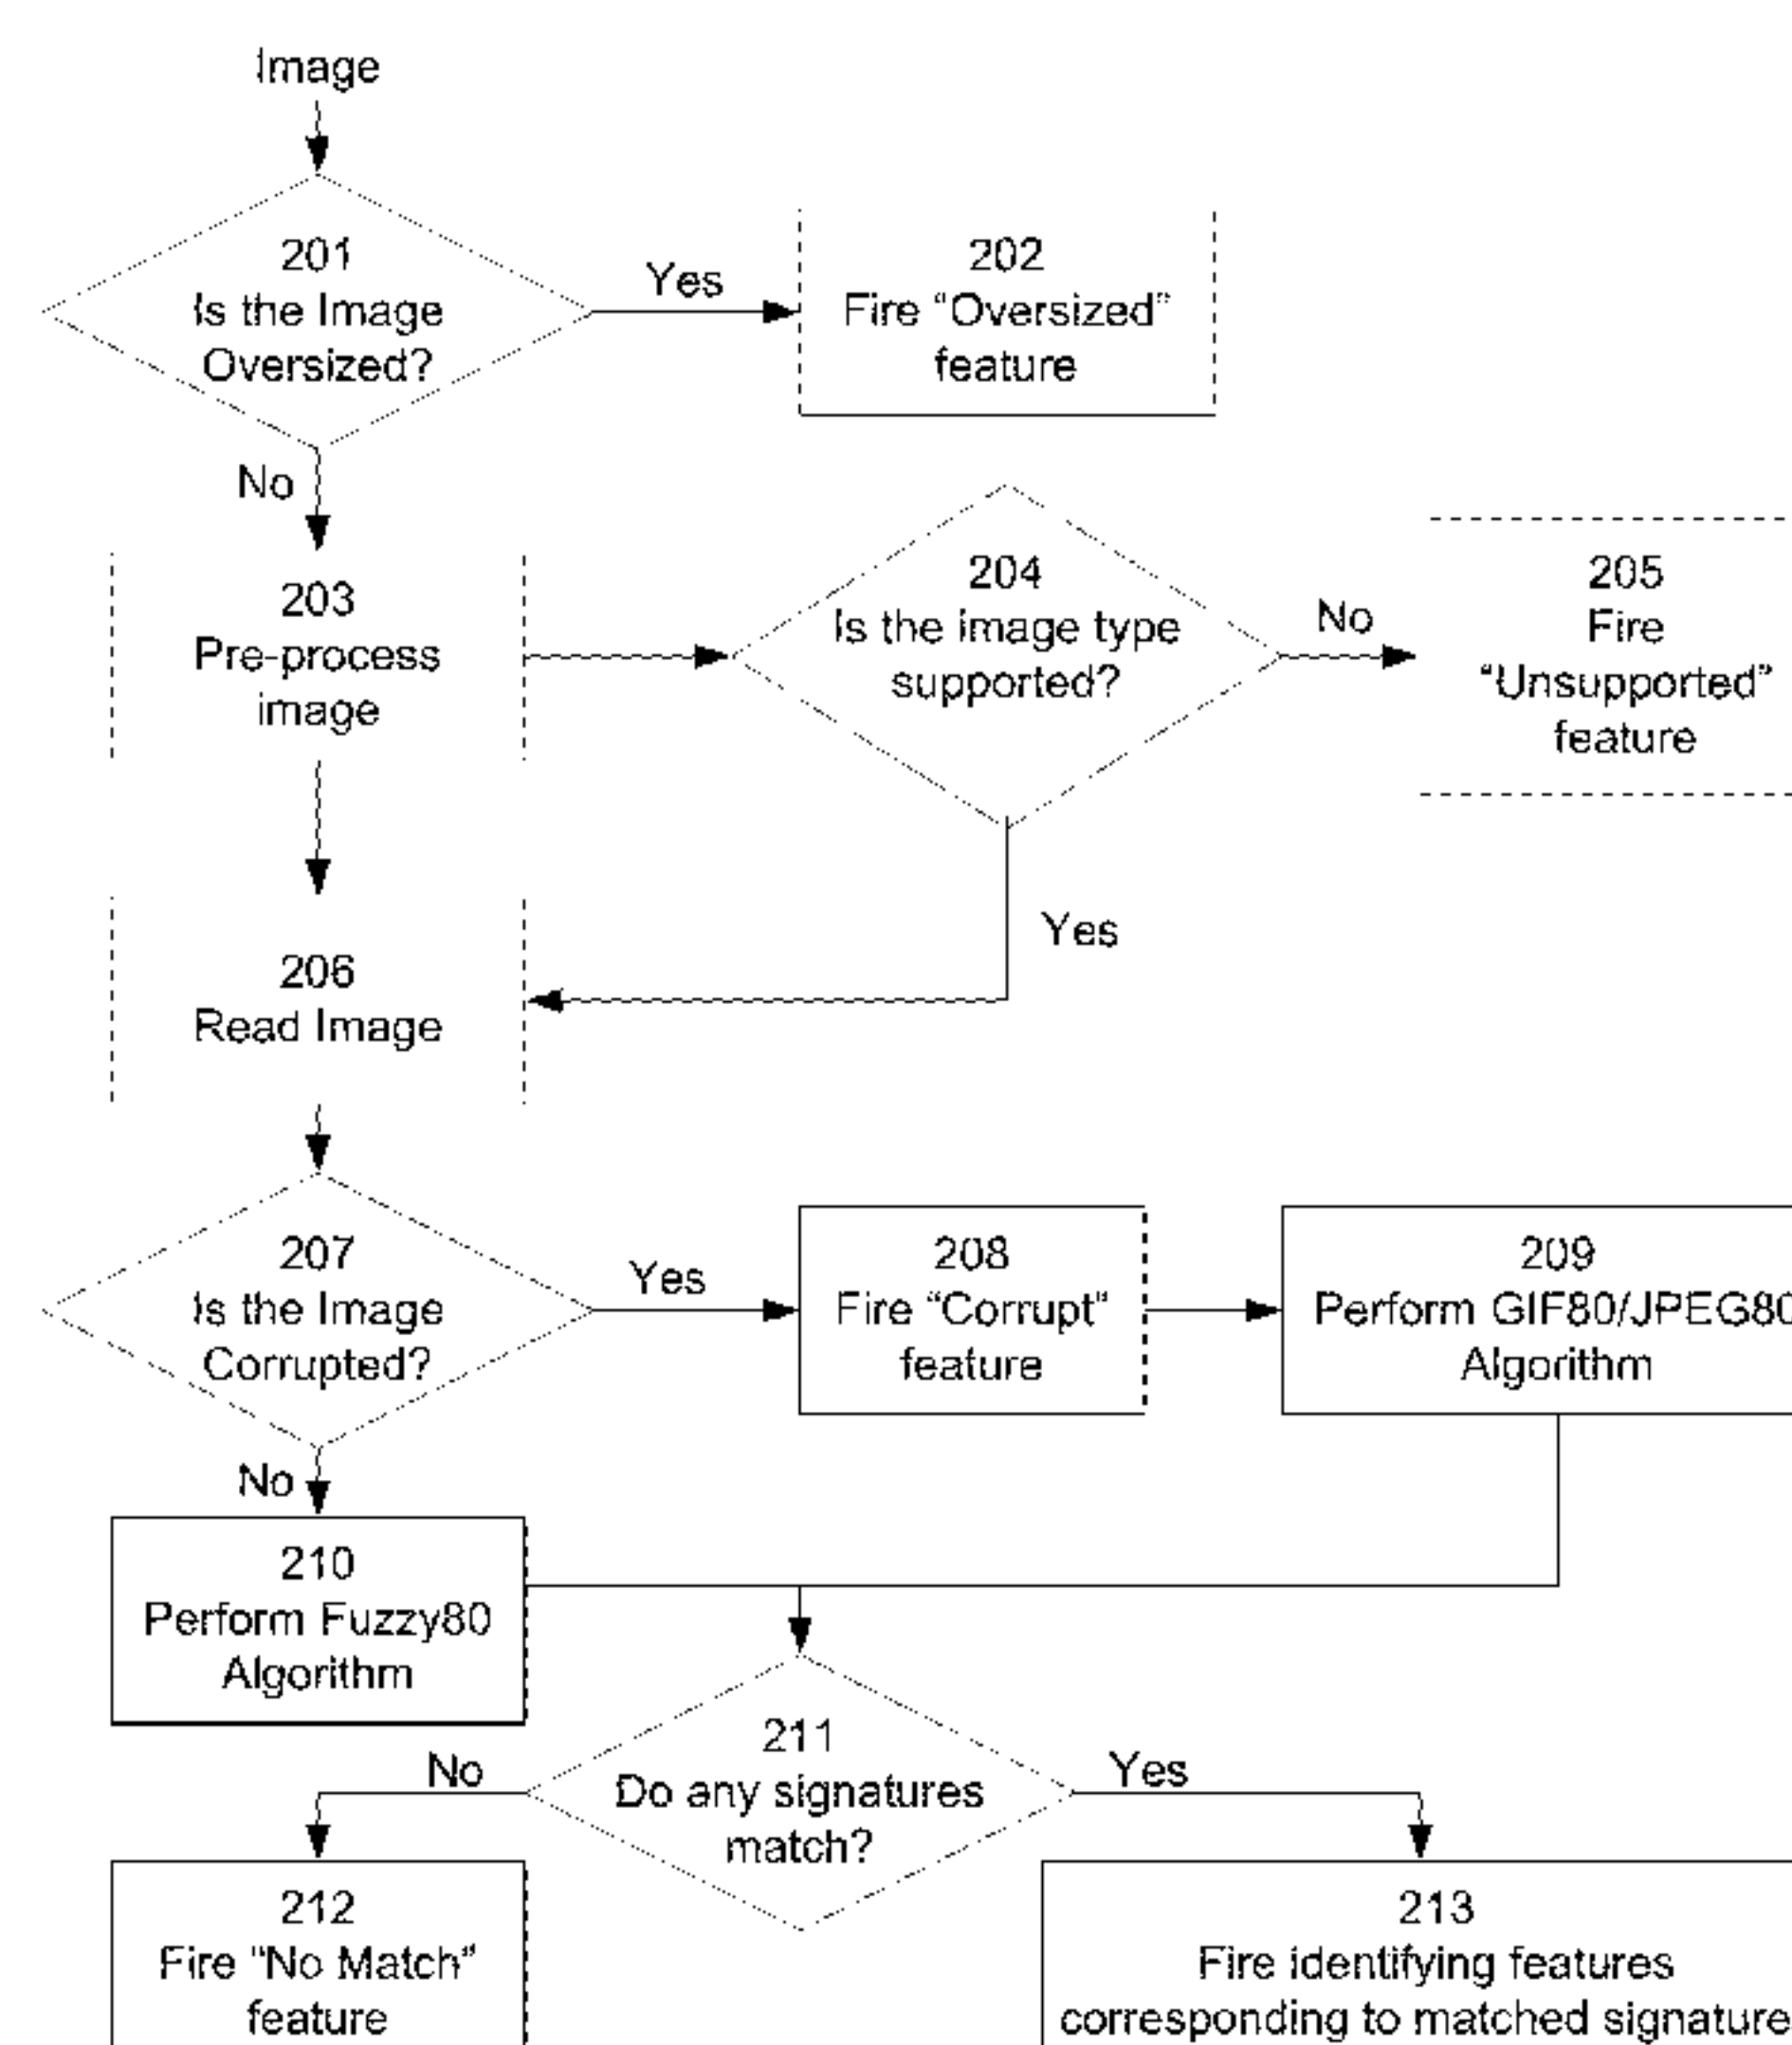 Image
201
Is the Image
Oversized?
Yes
202
Fire “Oversized”
feature
No
203
Pre-process
image
204
Is the image type
supported?
No
205
Fire
“Unsupported”
feature
Yes
206
Read Image
207
Is the Image
Corrupted?
Yes
208
Fire “Corrupt”
feature
209
Perform GIF80/JPEG80
Algorithm
No
210
Perform Fuzzy80
Algorithm
211
Do any signatures
match?
No
Yes
212
Fire “No Match”
feature
213
Fire identifying features
corresponding to matched signature